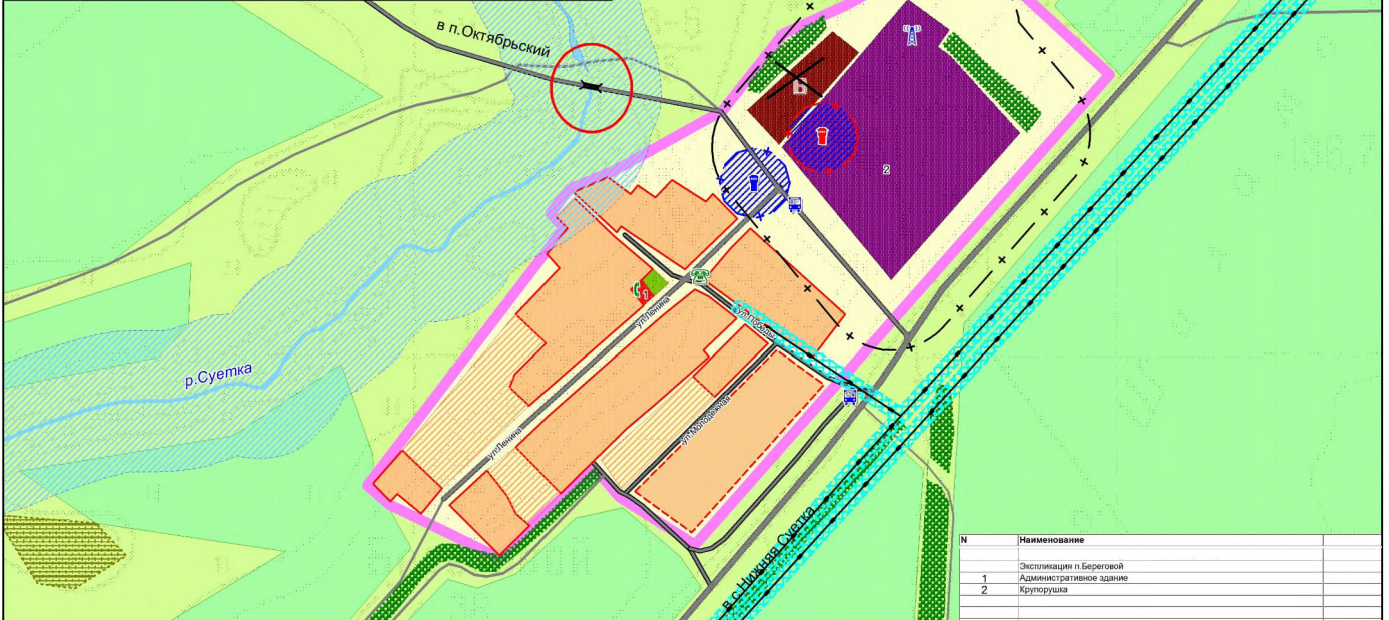 в п.Октябрьский
2
1
ул.Ленина
ул.Победы
р.Суетка
ул.Молодежная
ул.Ленина
в с.Нижняя Суетка
N Наименование
Экспликация п.Береговой
1 Административное здание
2 Крупорушка